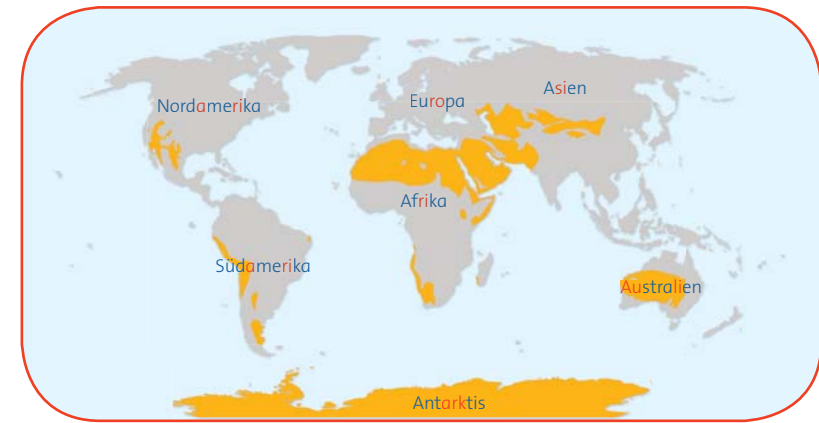 Asien
Europa
Nordamerika
Afrika
Südamerika
Australien
Antarktis